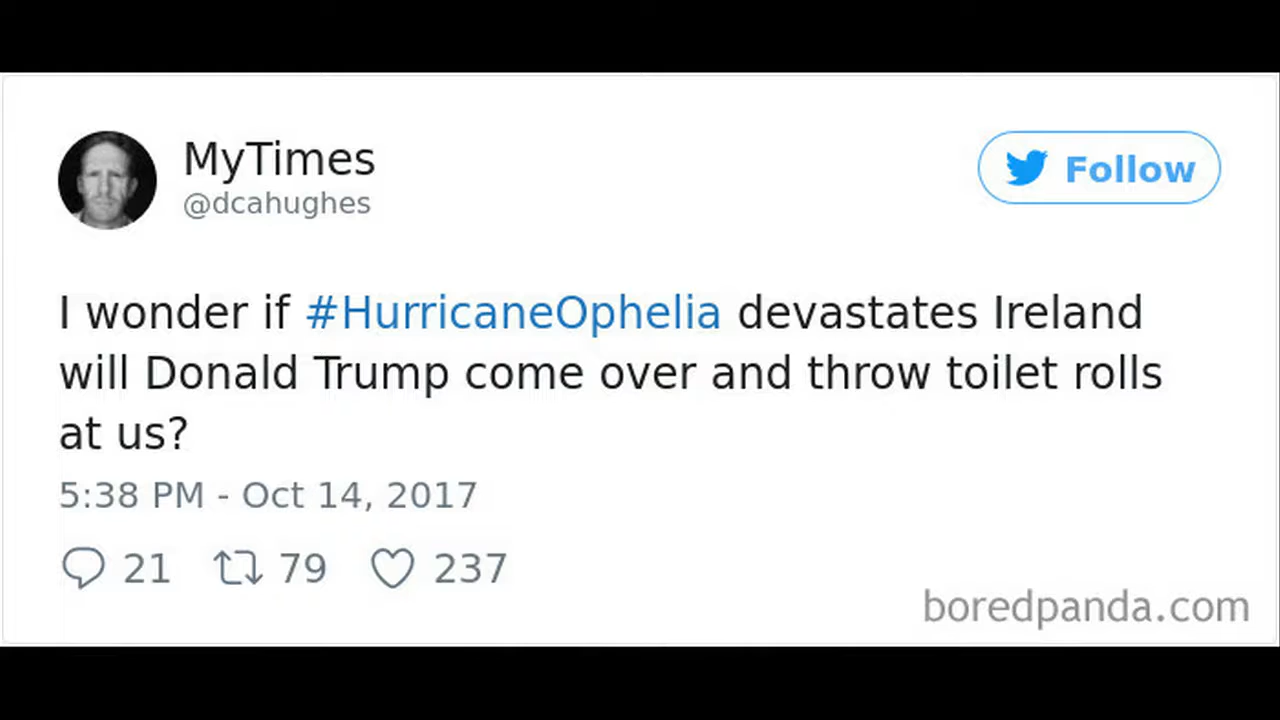 MyTimes
@dcahughes
Follow
I wonder if #HurricaneOphelia devastates Ireland
will Donald Trump come over and throw toilet rolls
at us?
5:38 PM - Oct 14, 2017
21 79 237
boredpanda.com